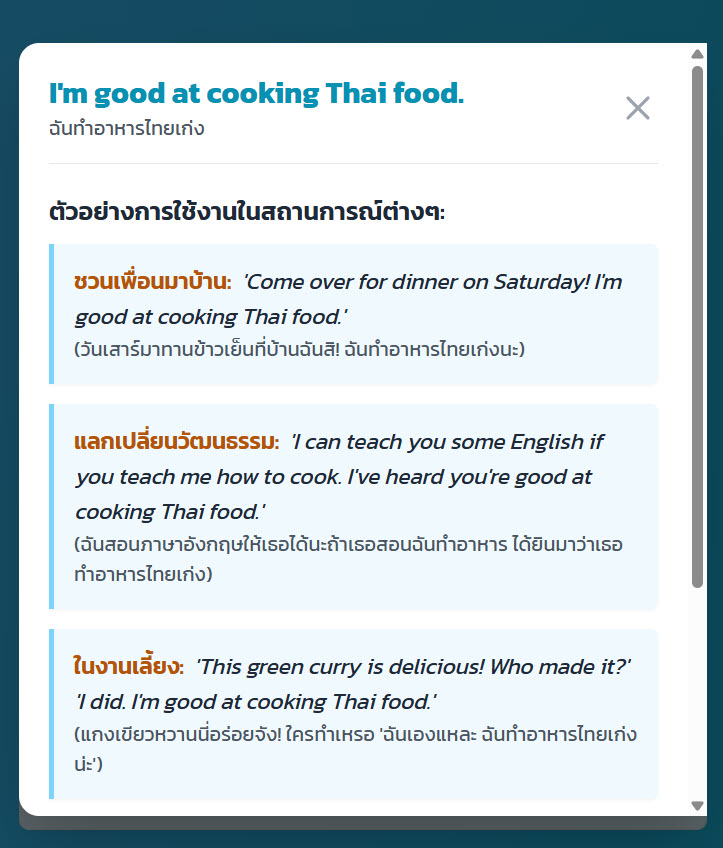 I'm good at cooking Thai food.
ฉันทำอาหารไทยเก่ง
ตัวอย่างการใช้งานในสถานการณ์ต่างๆ:
ชวนเพื่อนมาบ้าน: 'Come over for dinner on Saturday! I'm
good at cooking Thai food.'
(วันเสาร์มาทานข้าวเย็นที่บ้านฉันสิ! ฉันทำอาหารไทยเก่งนะ)
แลกเปลี่ยนวัฒนธรรม: 'I can teach you some English if
you teach me how to cook. I've heard you're good at
cooking Thai food.'
(ฉันสอนภาษาอังกฤษให้เธอได้นะถ้าเธอสอนฉันทำอาหาร ได้ยินมาว่าเธอ
ทำอาหารไทยเก่ง)
ในงานเลี้ยง: 'This green curry is delicious! Who made it?'
'I did. I'm good at cooking Thai food.'
(แกงเขียวหวานนี่อร่อยจัง! ใครทำเหรอ 'ฉันเองแหละ ฉันทำอาหารไทยเก่ง
น่ะ')